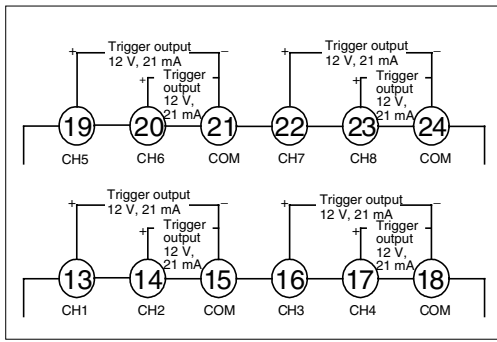 + Trigger output – + Trigger output –
12 V, 21 mA 12 V, 21 mA
+ Trigger + Trigger
output output
12 V, 12 V,
21 mA 21 mA
19 20 21 22 23 24
CH5 CH6 COM CH7 CH8 COM
+ Trigger output – + Trigger output –
12 V, 21 mA 12 V, 21 mA
+ Trigger + Trigger
output output
12 V, 12 V,
21 mA 21 mA
13 14 15 16 17 18
CH1 CH2 COM CH3 CH4 COM